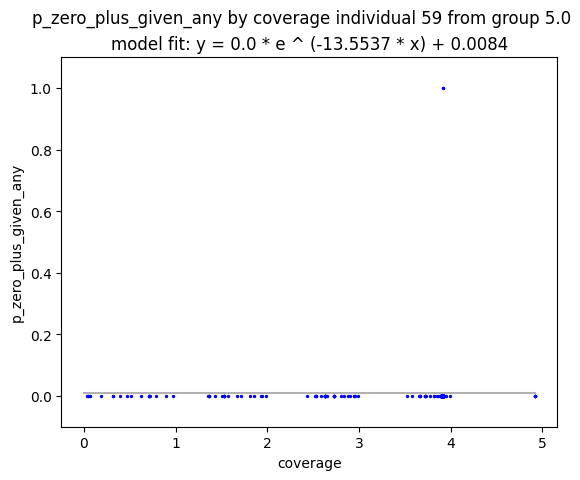 p_zero_plus_given_any by coverage individual 59 from group 5.0
model fit: y = 0.0 * e ^ (-13.5537 * x) + 0.0084
1.0
0.8
0.6
0.4
0.2
0.0
p_zero_plus_given_any
0 1 2 3 4 5
coverage